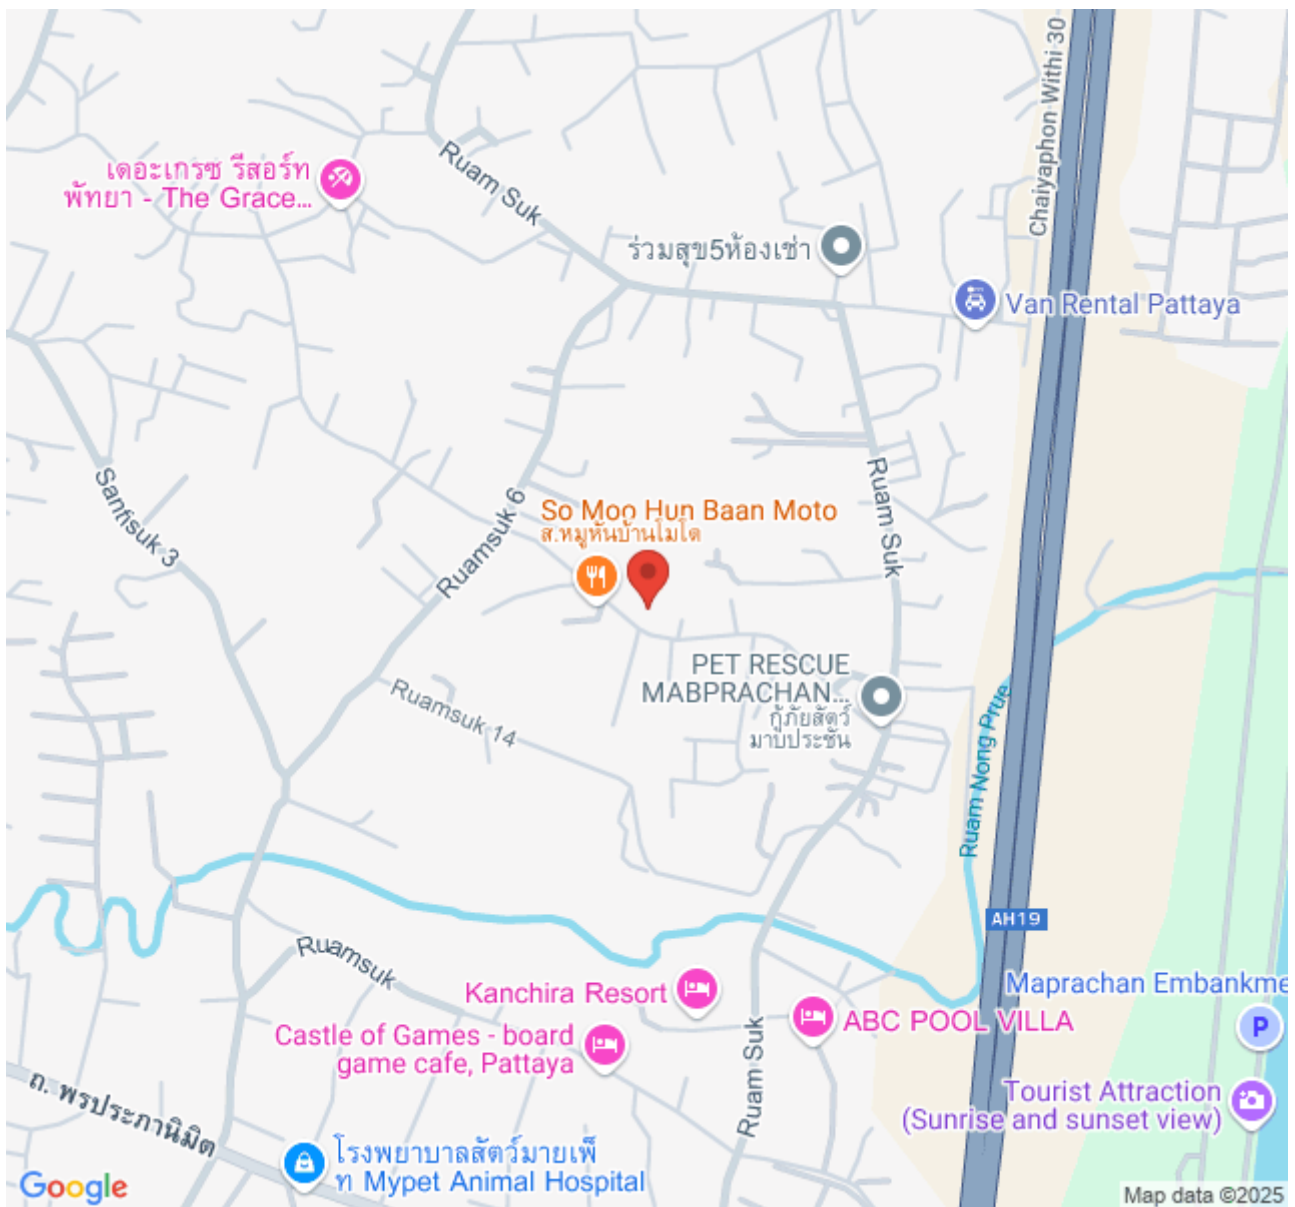 Chaiyaphon Withi 30
Ruam Suk
เดอะเกรซ รีสอร์ท
พัทยา - The Grace...
ร่วมสุข5ห้องเช่า
Van Rental Pattaya
Santisuk 3
Ruamsuk 6
So Moo Hun Baan Moto
ส.หมูหันบ้านโมโต
Ruam Suk
PET RESCUE
MABPRACHAN...
กู้ภัยสัตว์
มาบประชัน
Ruamsuk 14
Ruam Nong Prue
AH19
Ruamsuk
Kanchira Resort
Maprachan Embankme
ABC POOL VILLA
Castle of Games - board
game cafe, Pattaya
Ruam Suk
P
Tourist Attraction
(Sunrise and sunset view)
ถ. พรประภานิมิต
โรงพยาบาลสัตว์มายเพ็
ท Mypet Animal Hospital
Google
Map data ©2025